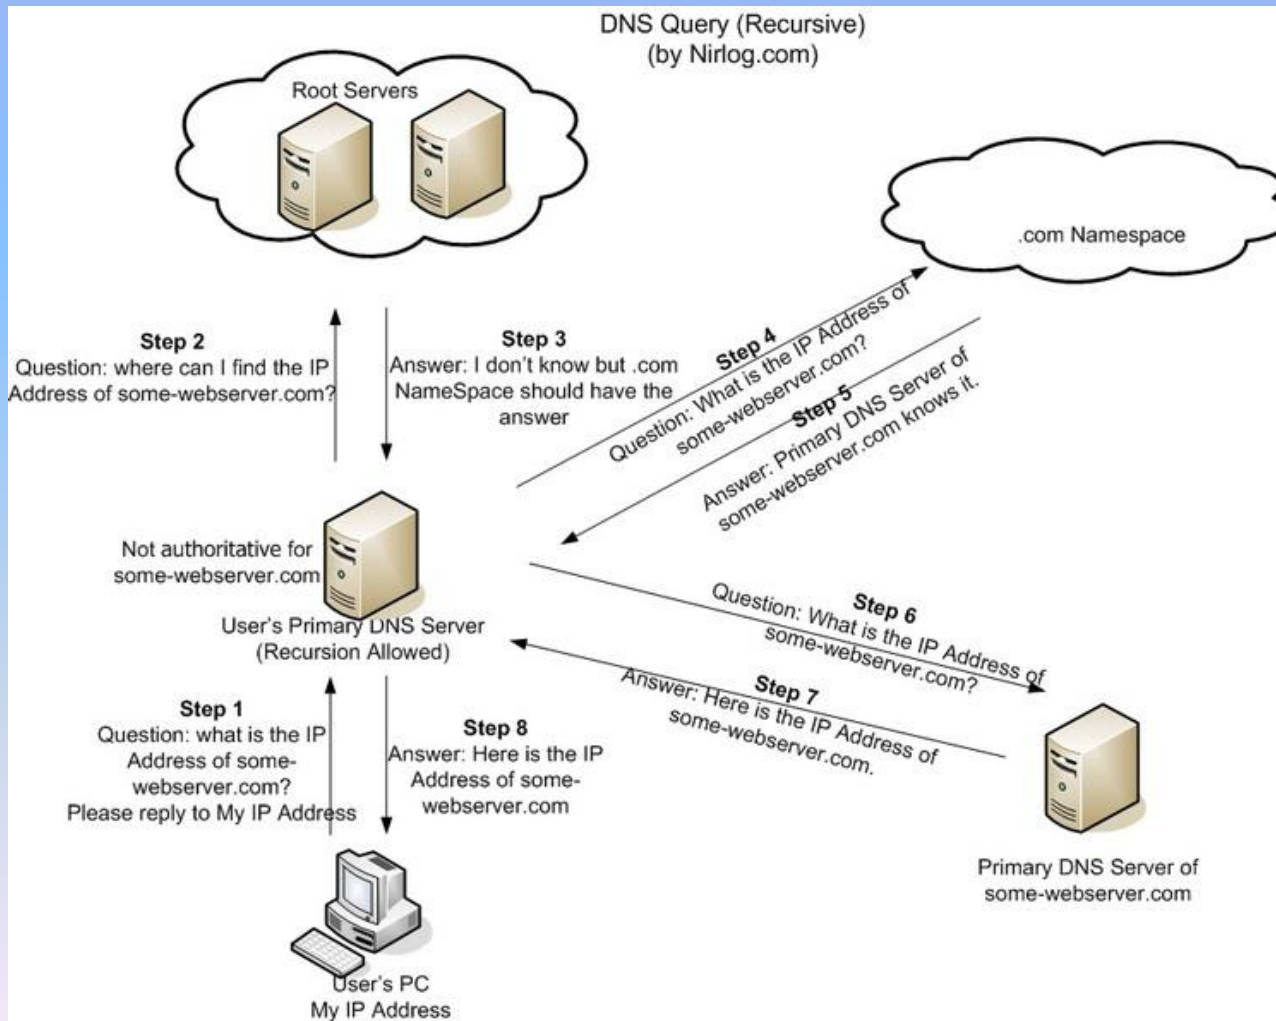 DNS Query (Recursive)
(by Nirlog.com)
Root Servers
.com Namespace
Step 2
Question: where can I find the IP
Address of some-webserver.com?
Step 3
Answer: I don't know but .com
NameSpace should have the
answer
Step 4
Question: What is the IP Address of
some-webserver.com?
Step 5
Answer: Primary DNS Server of
some-webserver.com knows it.
Not authoritative for
some-webserver.com
User's Primary DNS Server
(Recursion Allowed)
Step 6
Question: What is the IP Address of
some-webserver.com?
Step 7
Answer: Here is the IP Address of
some-webserver.com.
Step 1
Question: what is the IP
Address of some-
webserver.com?
Please reply to My IP Address
Step 8
Answer: Here is the IP
Address of some-
webserver.com
Primary DNS Server of
some-webserver.com
User's PC
My IP Address